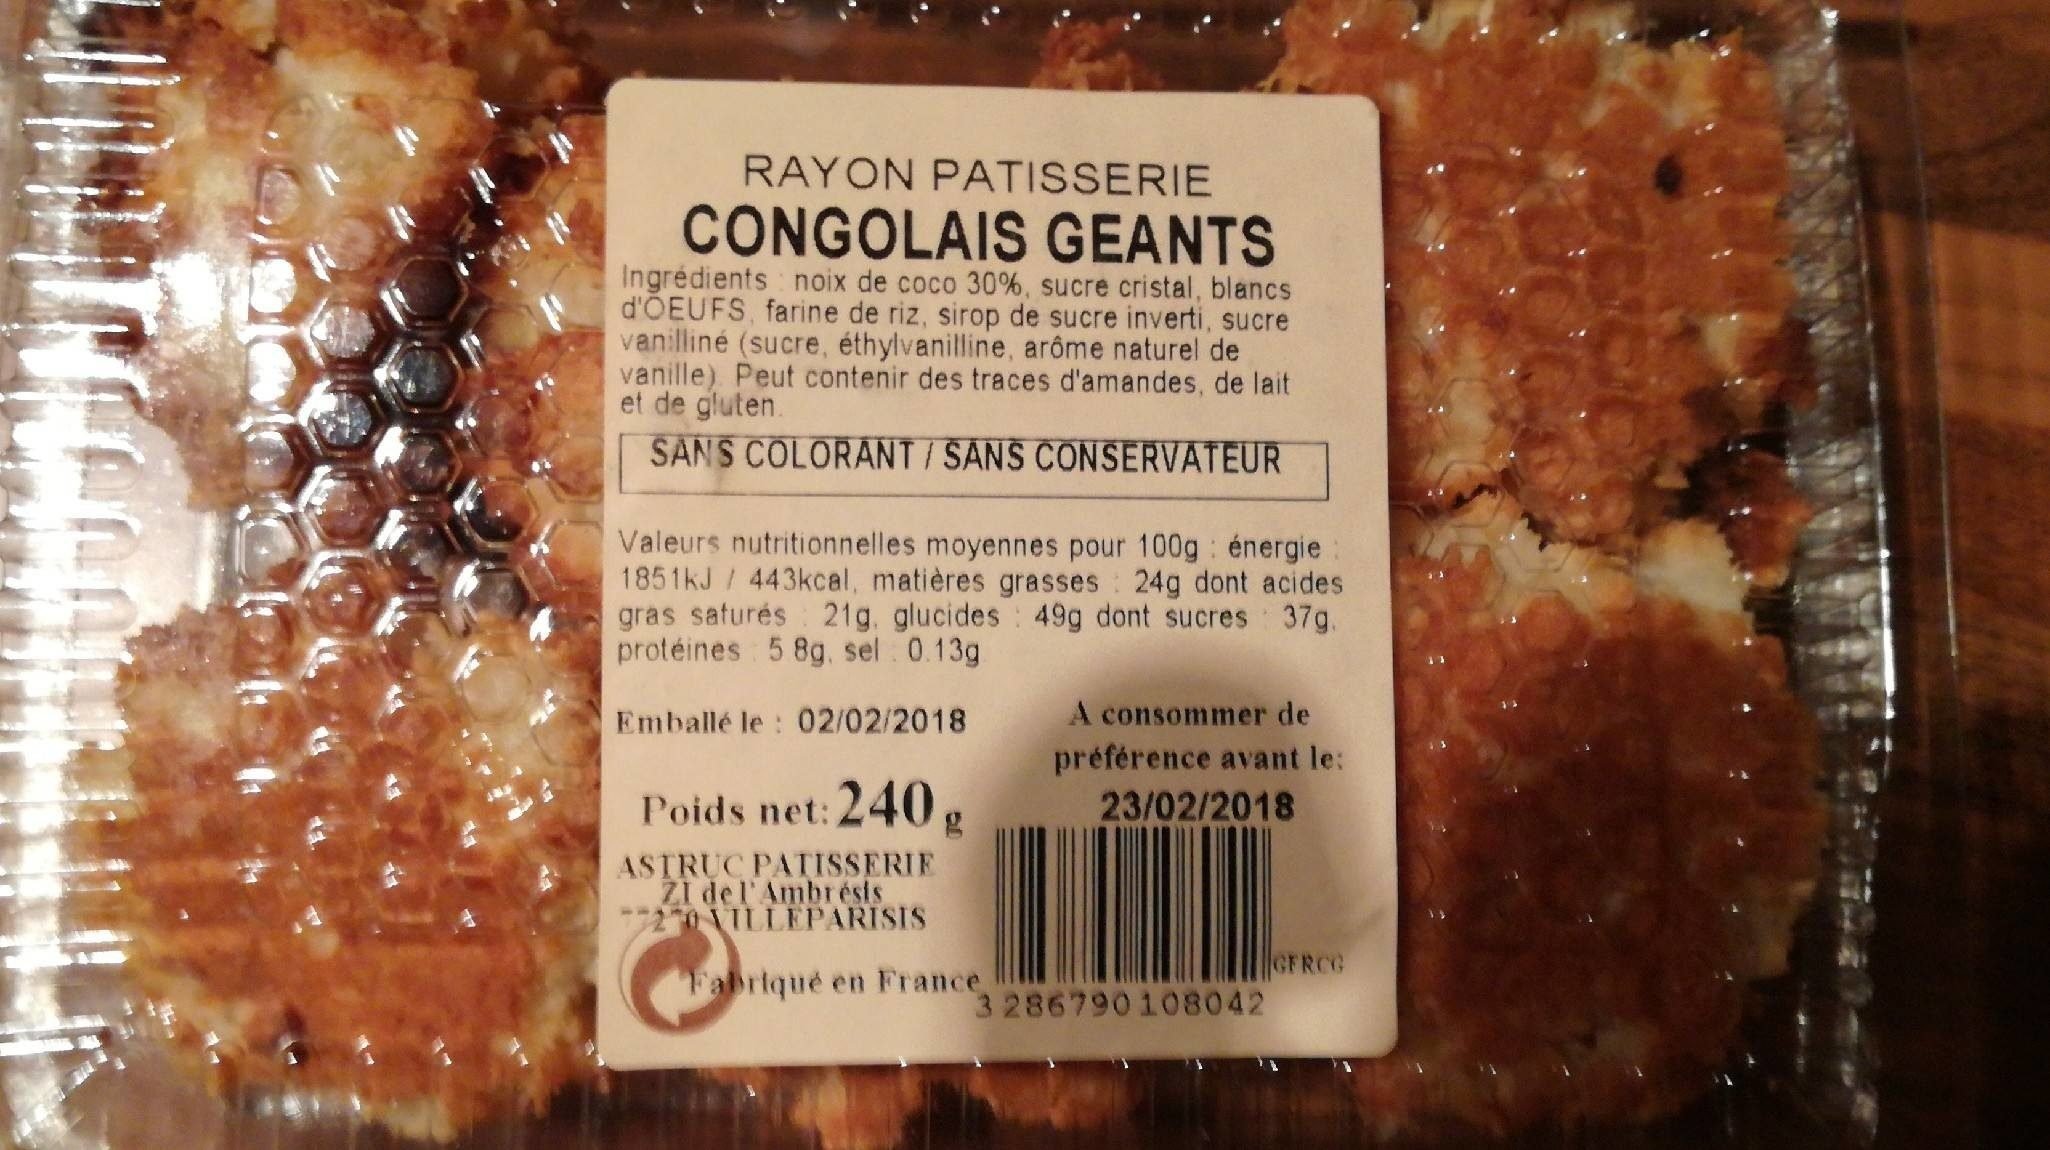 RAYON PATISSERIE
CONGOLAIS GEANTS
Ingrédients : noix de coco 30%, sucre cristal, blancs
d'OEUFS, farine de riz, sirop de sucre inverti, sucre
vanilliné (sucre, éthylvanilline, arôme naturel de
vanille). Peut contenir des traces d'amandes, de lait
et de gluten.
SANS COLORANT / SANS CONSERVATEUR
Valeurs nutritionnelles moyennes pour 100g : énergie :
1851kJ / 443kcal, matières grasses : 24g dont acides
gras saturés : 21g, glucides : 49g dont sucres : 37g,
protéines : 5.8g, sel : 0.13g
Emballé le : 02/02/2018
A consommer de
préférence avant le:
23/02/2018
Poids net: 240 g
ASTRUC PATISSERIE
ZI de l'Ambrésis
77270 VILLEPARISIS
Fabriqué en France
GFRCG
3 286790 108042